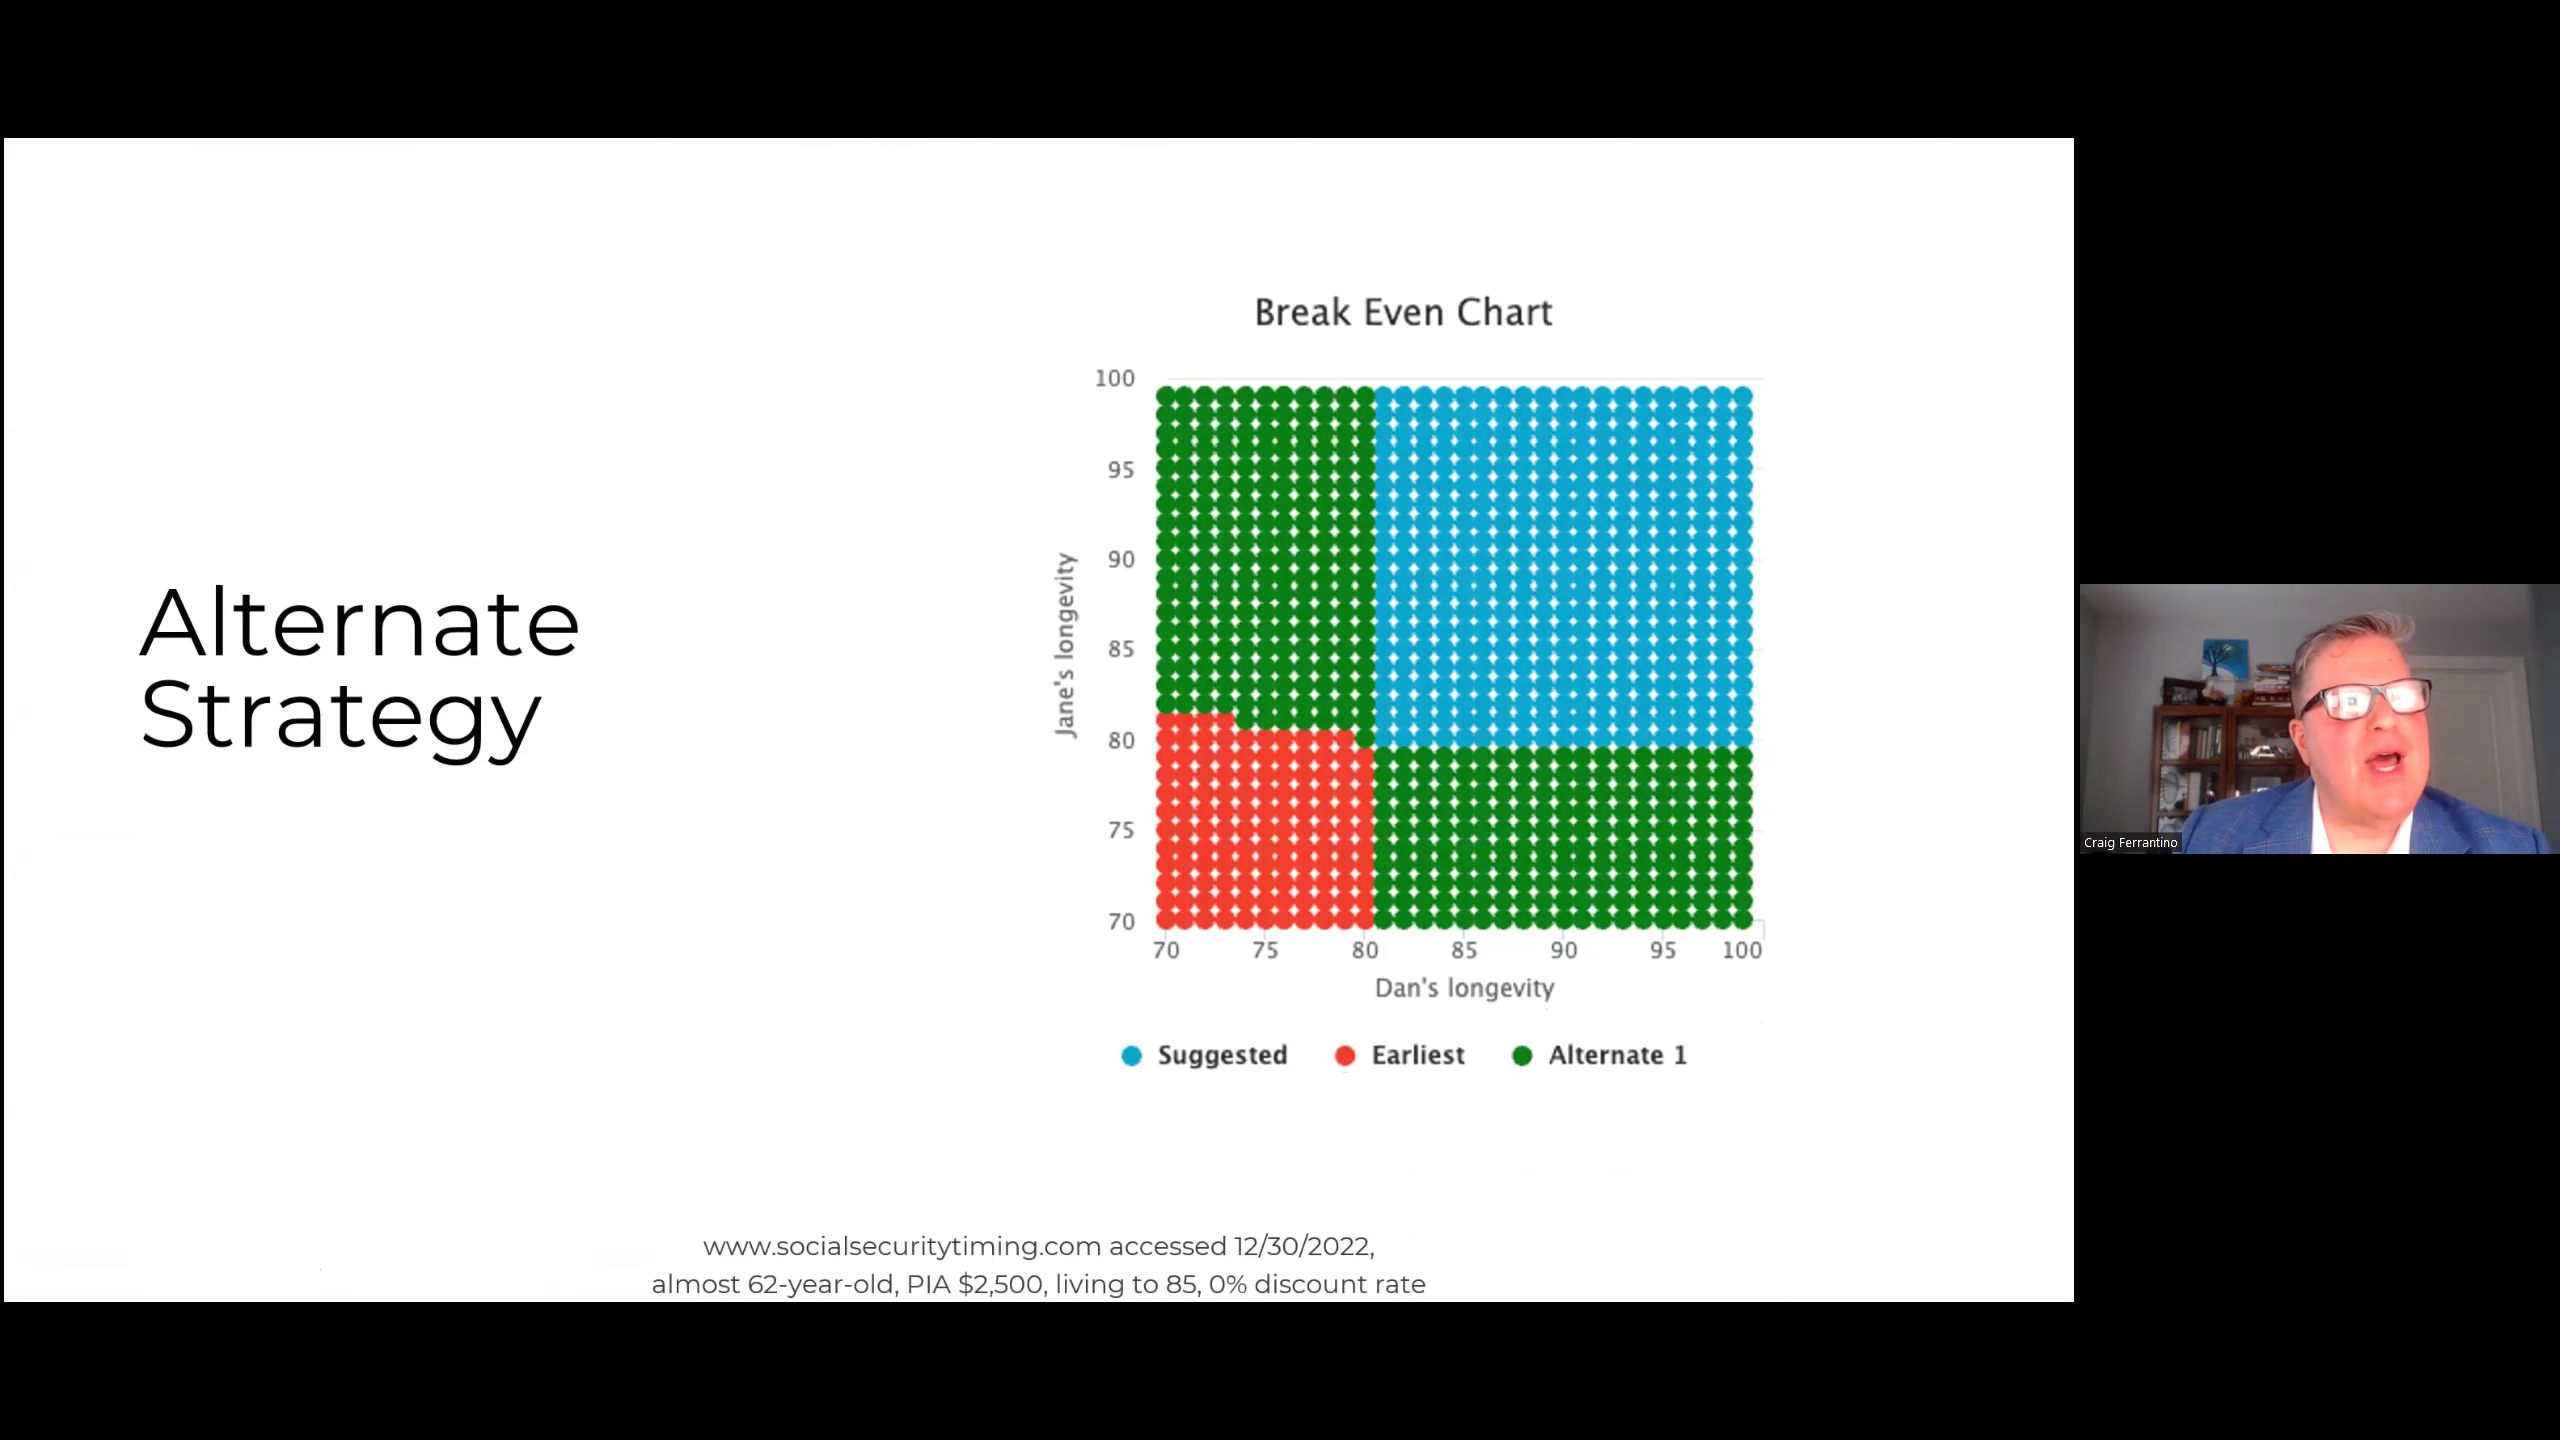 Alternate
Strategy
Break Even Chart
100
95
90
85
80
75
70
Jane's longevity
70 75 80 85 90 95 100
Dan's longevity
Suggested Earliest Alternate 1
www.socialsecuritytiming.com accessed 12/30/2022,
almost 62-year-old, PIA $2,500, living to 85, 0% discount rate
Craig Ferrantino